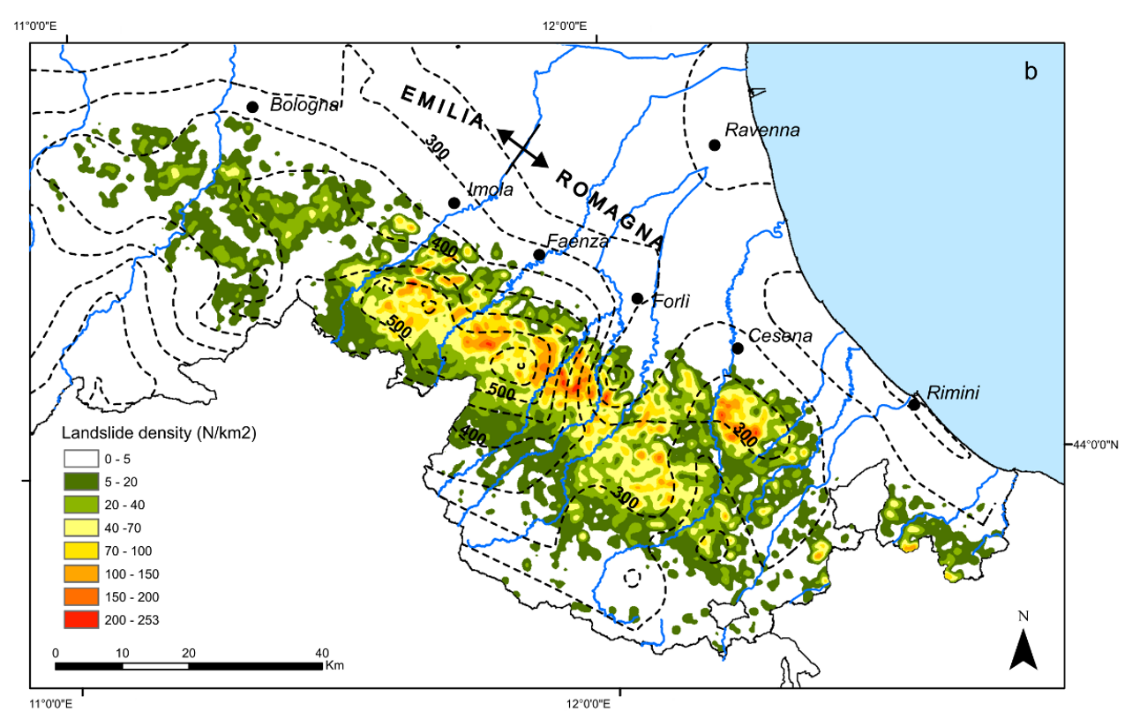 11°0'0"E
12°0'0"E
b
Bologna
EMILIA
300
Ravenna
Imola
ROMAGNA
400
Faenza
Forlì
500
Cesena
500
Rimini
300
400
44°0'0"N
300
Landslide density (N/km2)
0 - 5
5 - 20
20 - 40
40 -70
70 - 100
100 - 150
150 - 200
200 - 253
N
0 10 20 40
Km
11°0'0"E
12°0'0"E